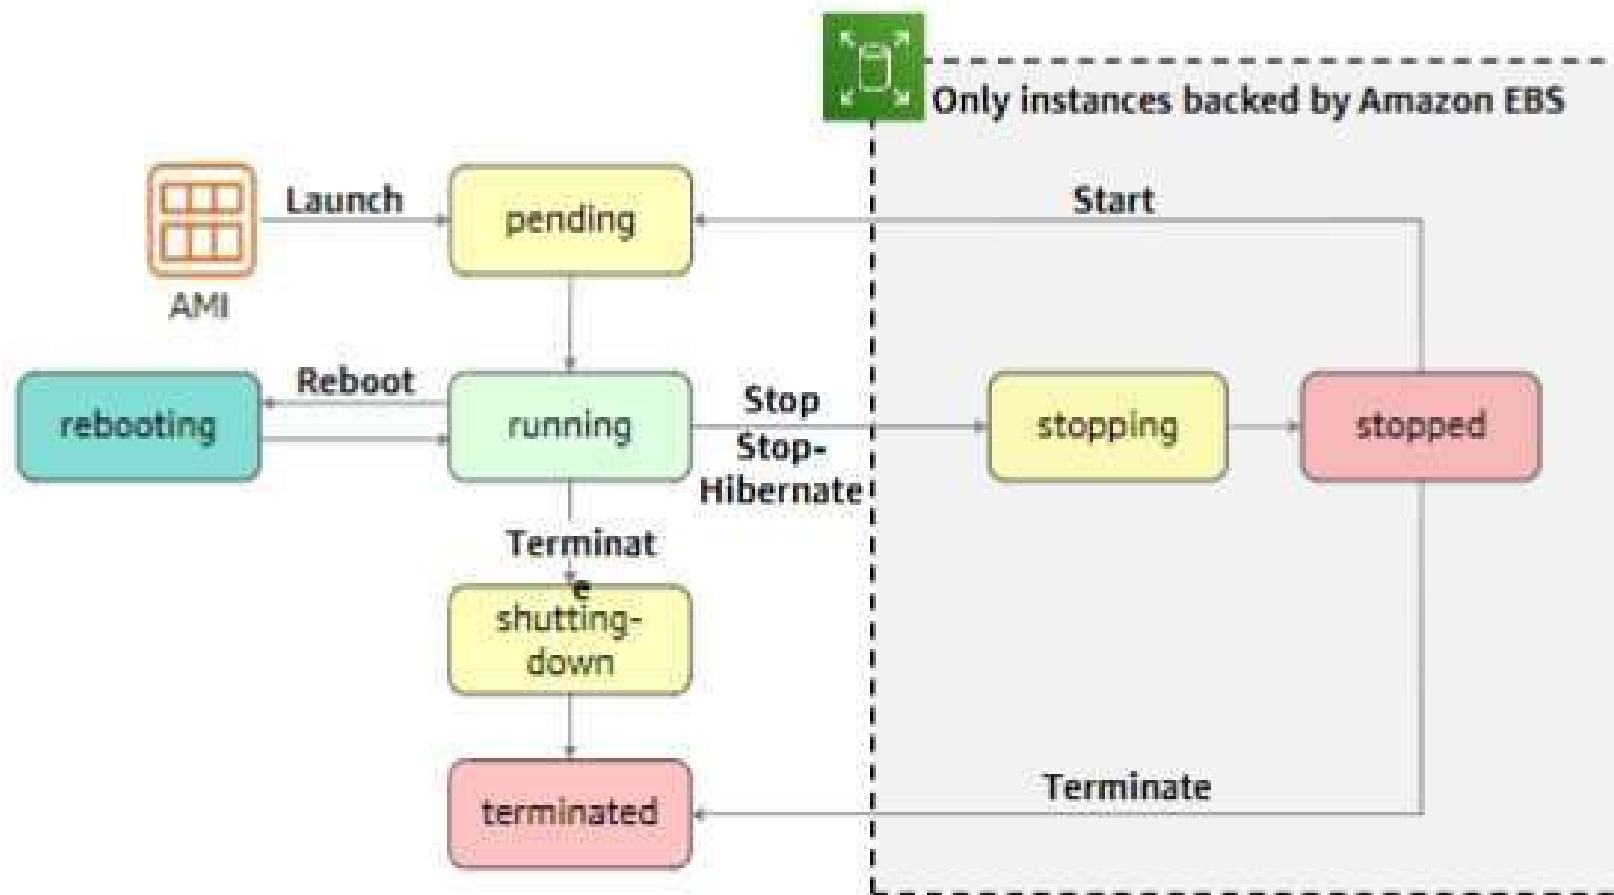 Only instances backed by Amazon EBS
Launch
pending
Start
AMI
Reboot
rebooting
running
Stop
Stop-
Hibernate
stopping
stopped
Terminat
e
shutting-
down
Terminate
terminated